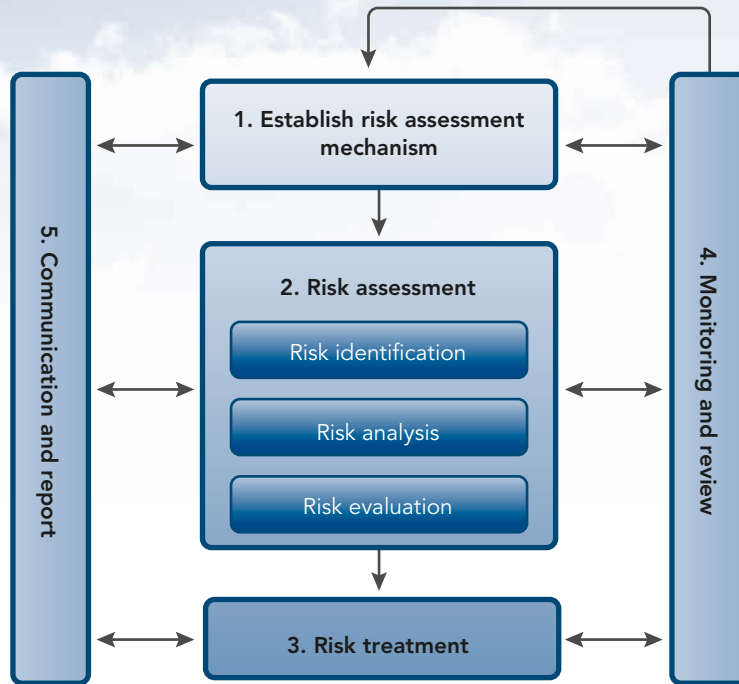 1. Establish risk assessment
mechanism
2. Risk assessment
Risk identification
Risk analysis
Risk evaluation
3. Risk treatment
4. Monitoring and review
5. Communication and report